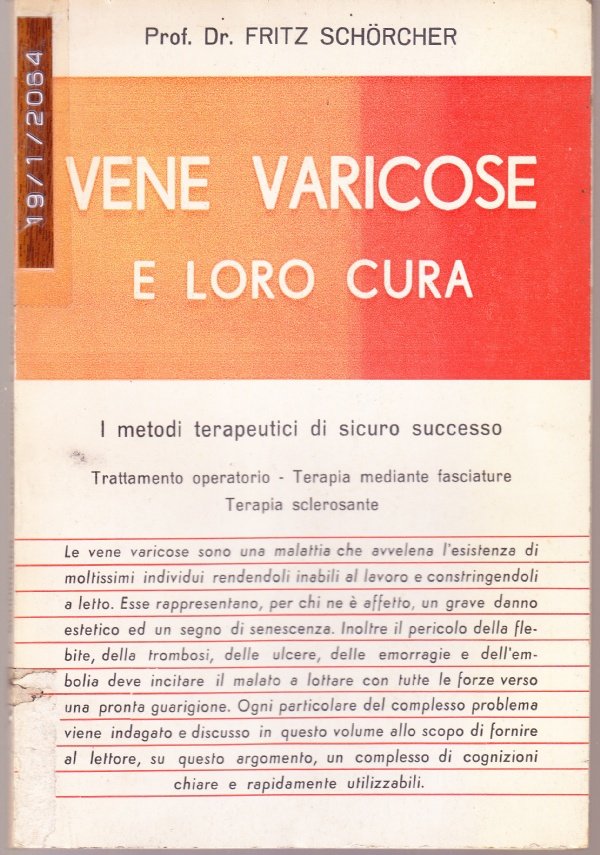 Prof. Dr. FRITZ SCHÖRCHER
19/1/2064
VENE VARICOSE
E LORO CURA
I metodi terapeutici di sicuro successo
Trattamento operatorio - Terapia mediante fasciature
Terapia sclerosante
Le vene varicose sono una malattia che avvelena l'esistenza di
moltissimi individui rendendoli inabili al lavoro e constringendoli
a letto. Esse rappresentano, per chi ne è affetto, un grave danno
estetico ed un segno di senescenza. Inoltre il pericolo della fle-
bite, della trombosi, delle ulcere, delle emorragie e dell'em-
bolia deve incitare il malato a lottare con tutte le forze verso
una pronta guarigione. Ogni particolare del complesso problema
viene indagato e discusso in questo volume allo scopo di fornire
al lettore, su questo argomento, un complesso di cognizioni
chiare e rapidamente utilizzabili.